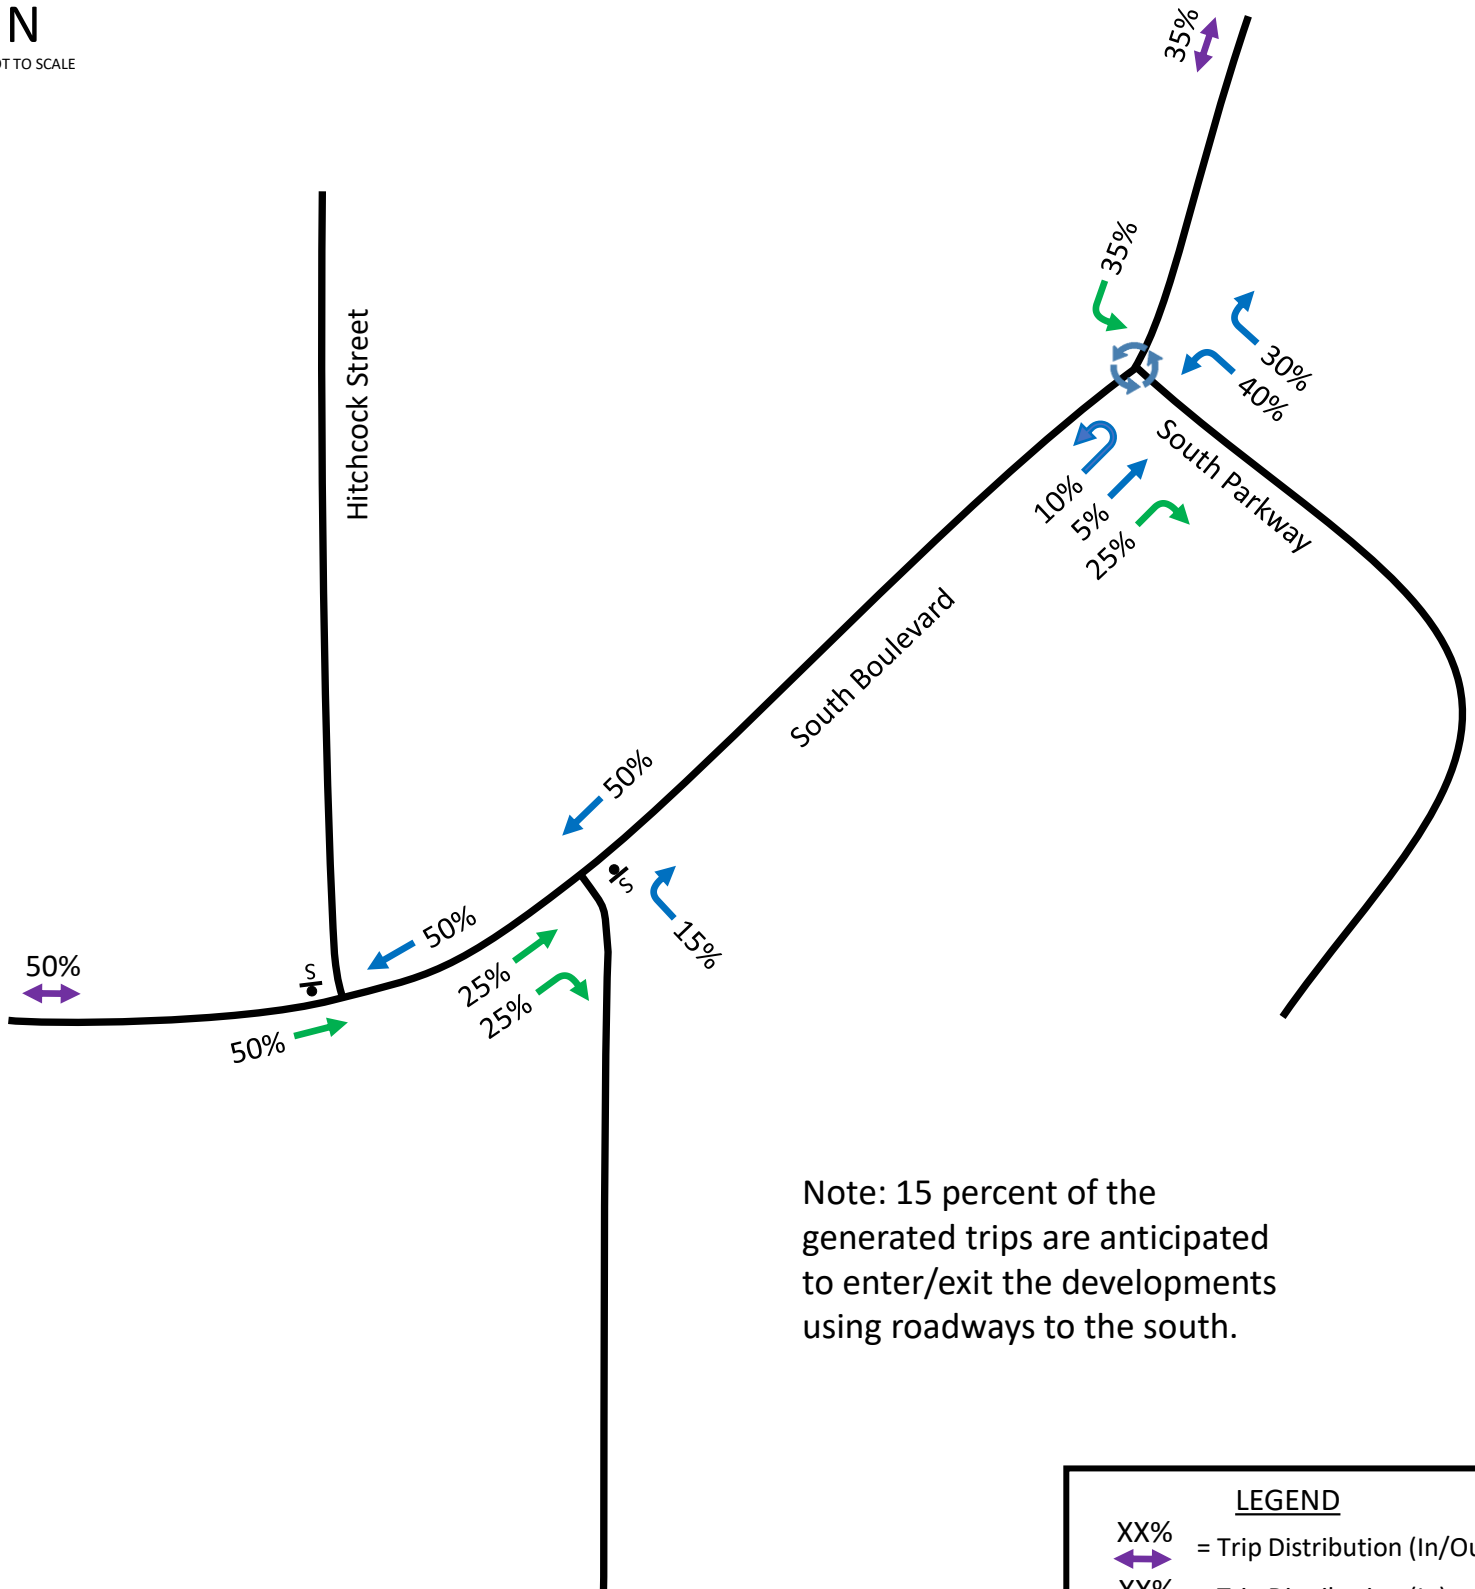 N
OT TO SCALE
35%
35%
30%
40%
Hitchcock Street
South Parkway
10%
5%
25%
South Boulevard
50%
S
15%
50%
25%
25%
50%
S
50%
Note: 15 percent of the
generated trips are anticipated
to enter/exit the developments
using roadways to the south.
LEGEND
XX%
= Trip Distribution (In/Ou
XX%